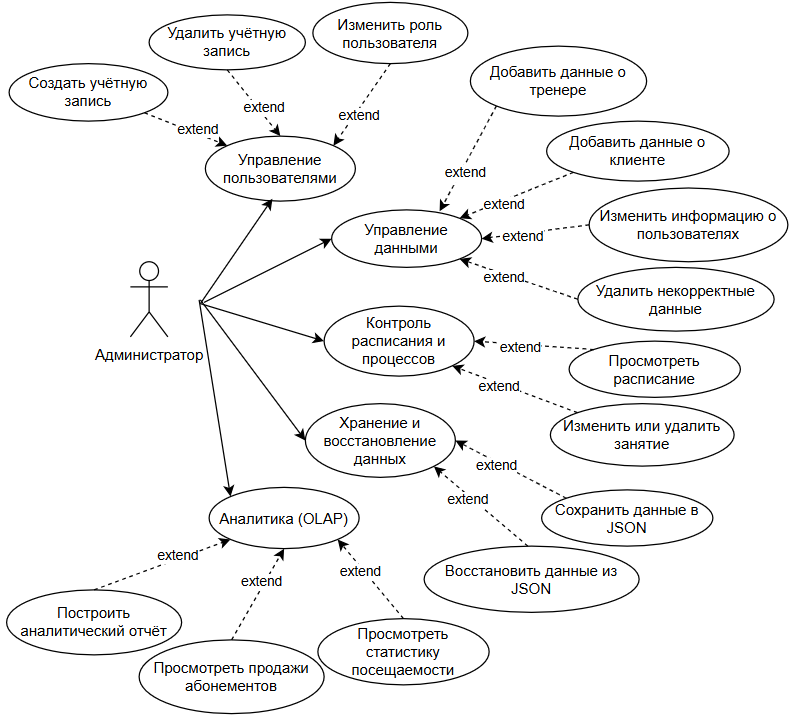 Изменить роль
пользователя
Удалить учётную
запись
Создать учётную
запись
Добавить данные о
тренере
extend
extend
extend
Добавить данные о
клиенте
Управление
пользователями
extend
extend
Изменить информацию о
пользователях
Управление
данными
extend
extend
Удалить некорректные
данные
Администратор
Контроль
расписания и
процессов
extend
Просмотреть
расписание
extend
Изменить или удалить
занятие
Хранение и
восстановление
данных
extend
extend
Сохранить данные в
JSON
Аналитика (OLAP)
Восстановить данные из
JSON
extend
extend
extend
Построить
аналитический отчёт
Просмотреть
статистику
посещаемости
Просмотреть продажи
абонементов